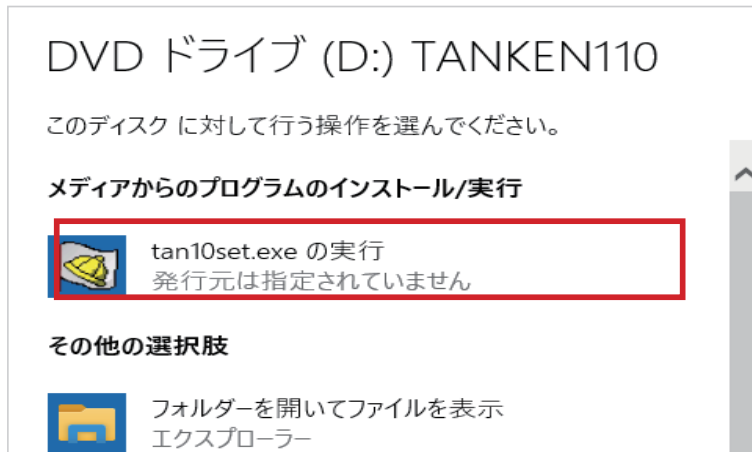 DVD ドライブ (D:) TANKEN110
このディスク に対して行う操作を選んでください。
メディアからのプログラムのインストール/実行
tan10set.exe の実行
発行元は指定されていません
その他の選択肢
フォルダーを開いてファイルを表示
エクスプローラー